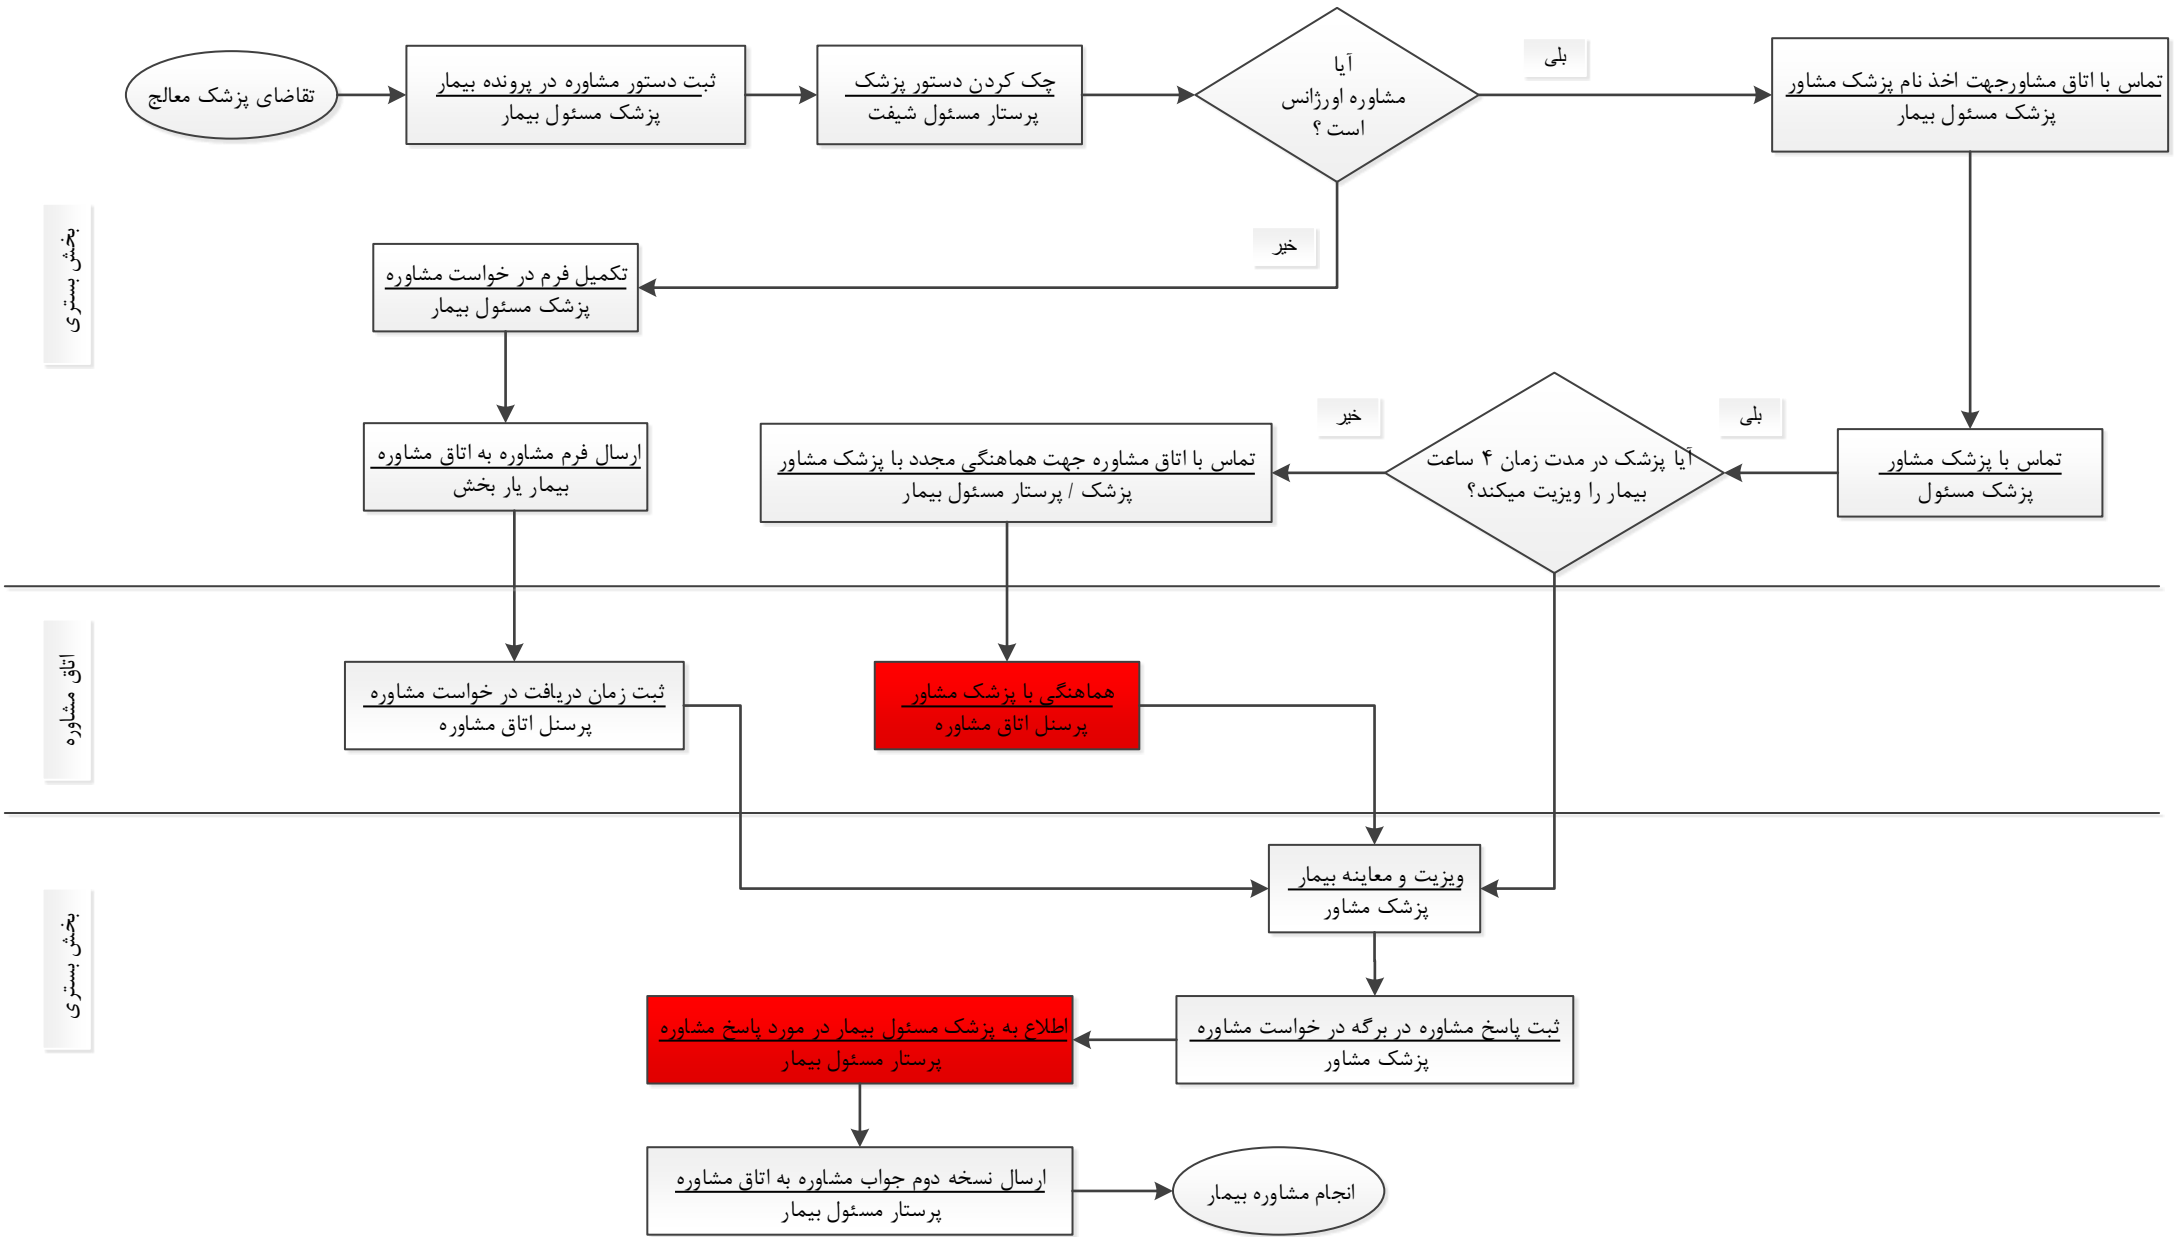 تقاضای پزشک معالج
ثبت دستور مشاوره در پرونده بیمار
پزشک مسئول بیمار
چک کردن دستور پزشک
پرستار مسئول شیفت
آیا
مشاوره اورژانس
است ؟
بلی
تماس با اتاق مشاورجهت اخذ نام پزشک مشاور
پزشک مسئول بیمار
خیر
بخش بستری
تکمیل فرم در خواست مشاوره
پزشک مسئول بیمار
ارسال فرم مشاوره به اتاق مشاوره
بیمار یار بخش
تماس با پزشک مشاور
پزشک مسئول
بلی
آیا پزشک در مدت زمان ۴ ساعت
بیمار را ویزیت میکند؟
خیر
تماس با اتاق مشاوره جهت هماهنگی مجدد با پزشک مشاور
پزشک / پرستار مسئول بیمار
اتاق مشاوره
ثبت زمان دریافت در خواست مشاوره
پرسنل اتاق مشاوره
هماهنگی با پزشک مشاور
پرسنل اتاق مشاوره
بخش بستری
ویزیت و معاینه بیمار
پزشک مشاور
ثبت پاسخ مشاوره در برگه در خواست مشاوره
پزشک مشاور
اطلاع به پزشک مسئول بیمار در مورد پاسخ مشاوره
پرستار مسئول بیمار
ارسال نسخه دوم جواب مشاوره به اتاق مشاوره
پرستار مسئول بیمار
انجام مشاوره بیمار